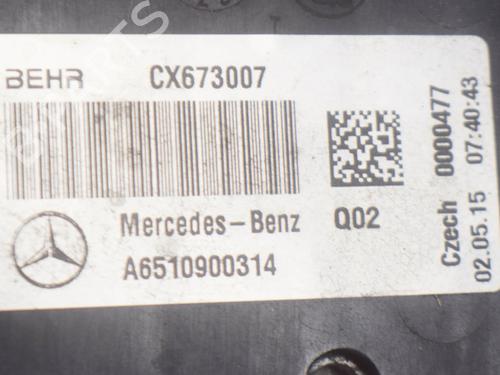 BEHR CX673007
Mercedes-Benz Q02
A6510900314
Czech 0000477
02.05.15 07:40:43